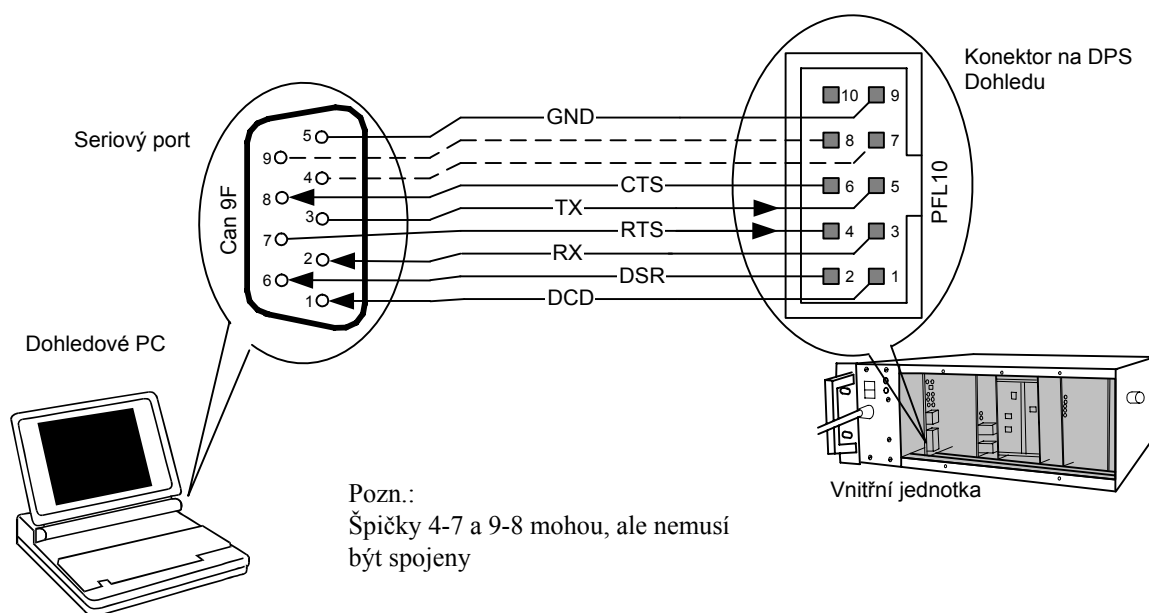 Konektor na DPS
Dohledu
Seriový port
Can 9F
5
9
4
8
3
7
2
6
1
GND
CTS
TX
RTS
RX
DSR
DCD
10 9
8 7
6 5
4 3
2 1
PFL10
Dohledové PC
Vnitřní jednotka
Pozn.:
Špičky 4-7 a 9-8 mohou, ale nemusí
být spojeny